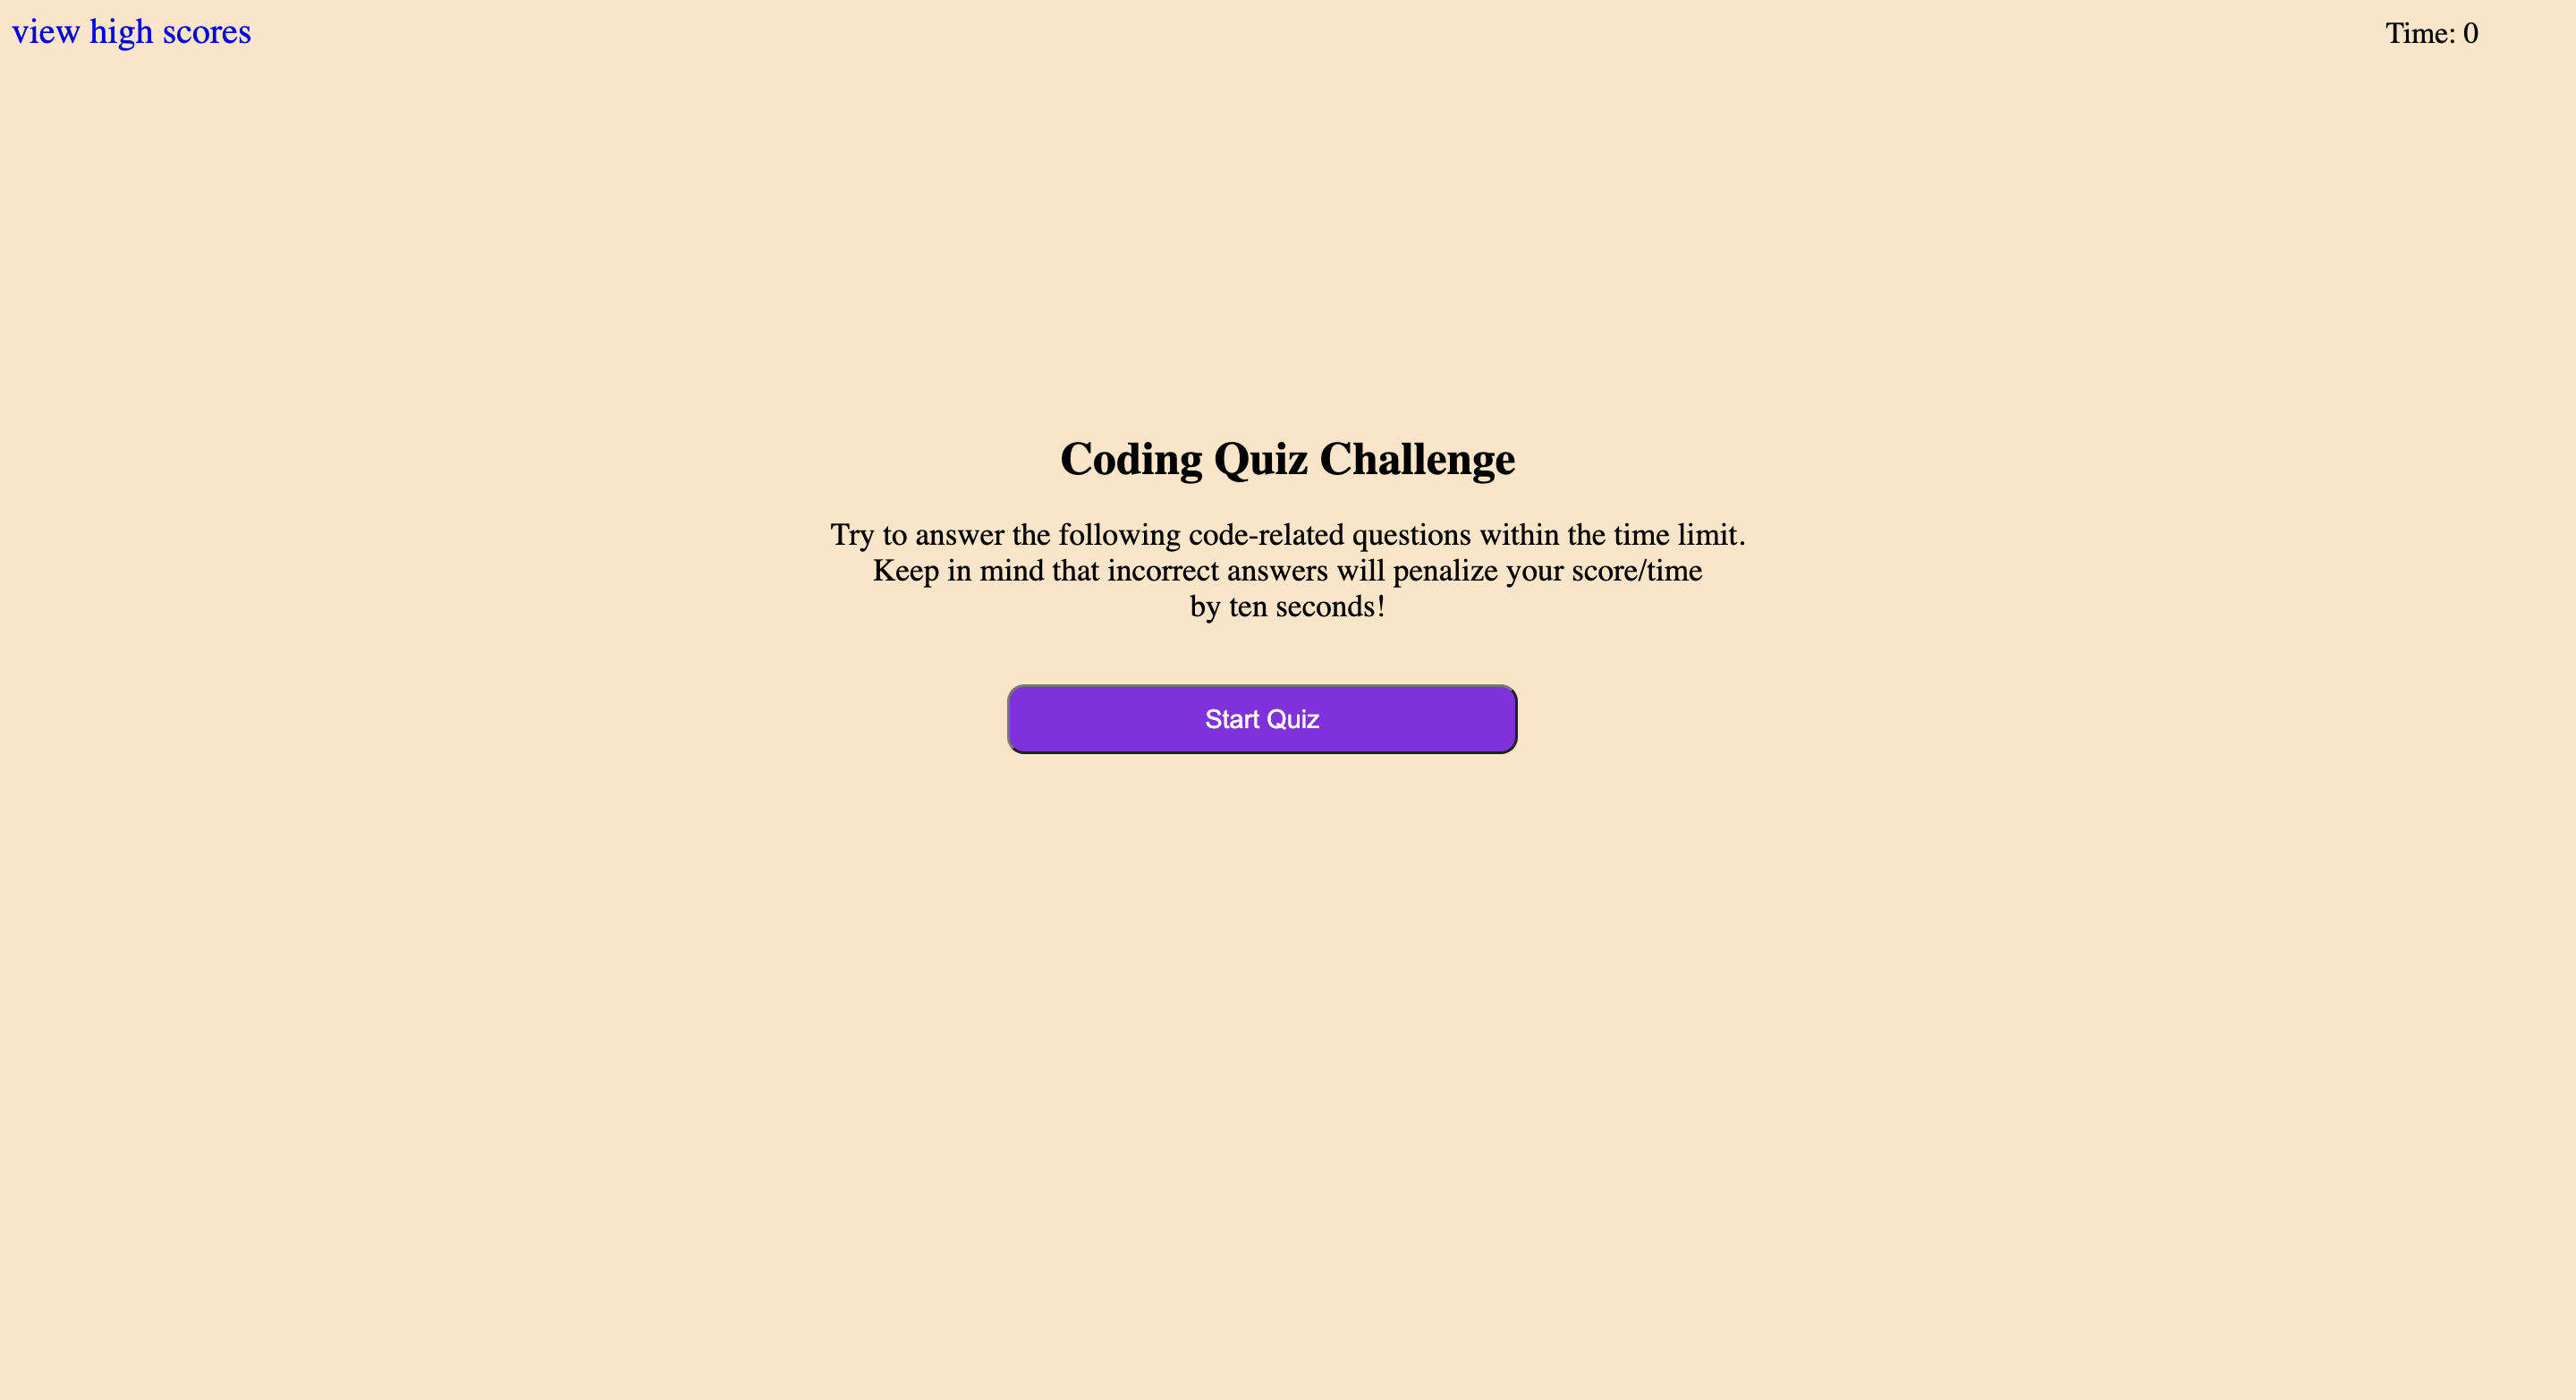 view high scores
Time: 0
Coding Quiz Challenge
Try to answer the following code-related questions within the time limit.
Keep in mind that incorrect answers will penalize your score/time
by ten seconds!
Start Quiz